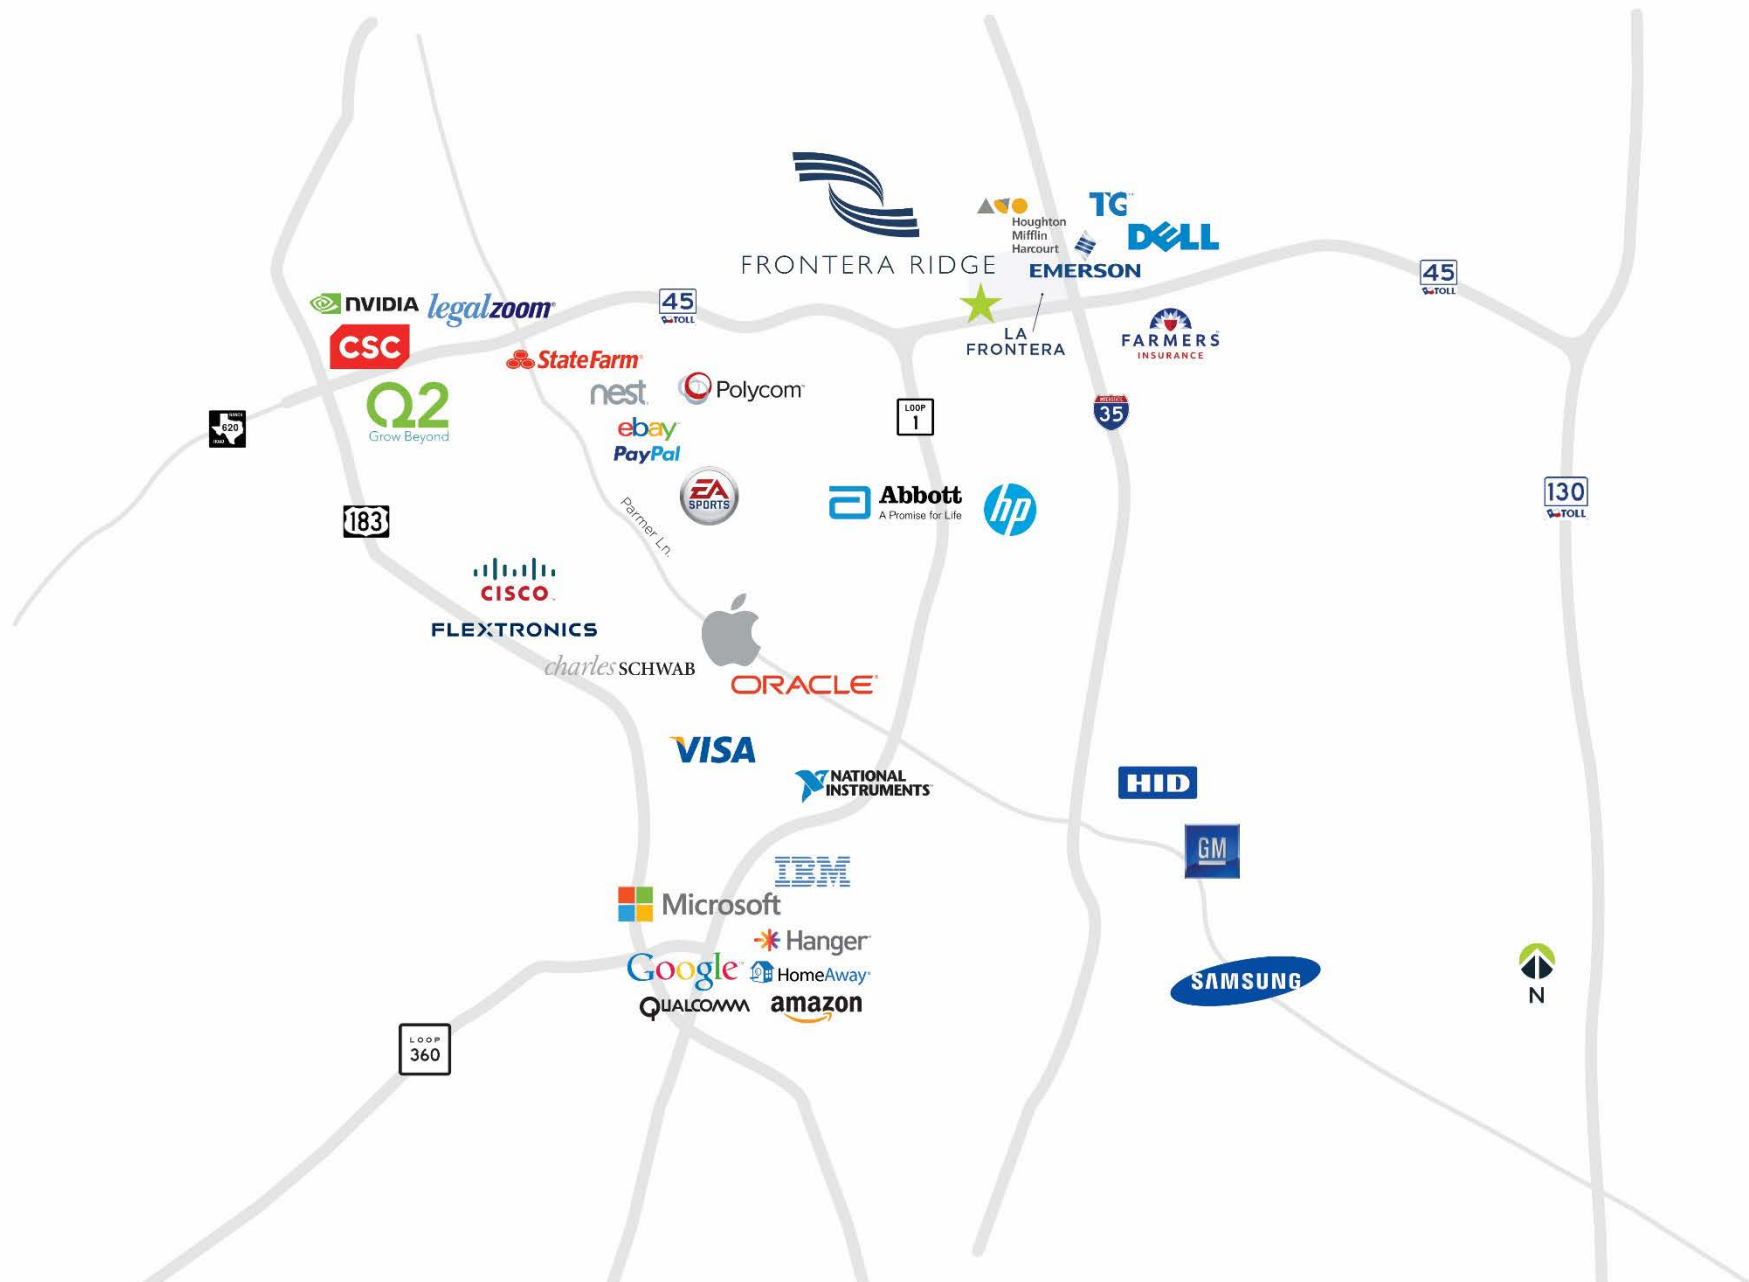 FRONTERA RIDGE
Houghton
Mifflin
Harcourt
TG
DELL
EMERSON
45
TOLL
NVIDIA
legalzoom
45
TOLL
CSC
StateFarm
LA
FRONTERA
FARMERS
INSURANCE
Q2
Grow Beyond
nest
Polycom
620
LOOP
1
INTERSTATE
35
ebay
PayPal
EA
SPORTS
Abbott
A Promise for Life
hp
130
TOLL
183
Parmer Ln.
CISCO
FLEXTRONICS
charles SCHWAB
ORACLE
VISA
NATIONAL
INSTRUMENTS
HID
GM
IBM
Microsoft
Hanger
Google
HomeAway
QUALCOMM
amazon
SAMSUNG
N
LOOP
360